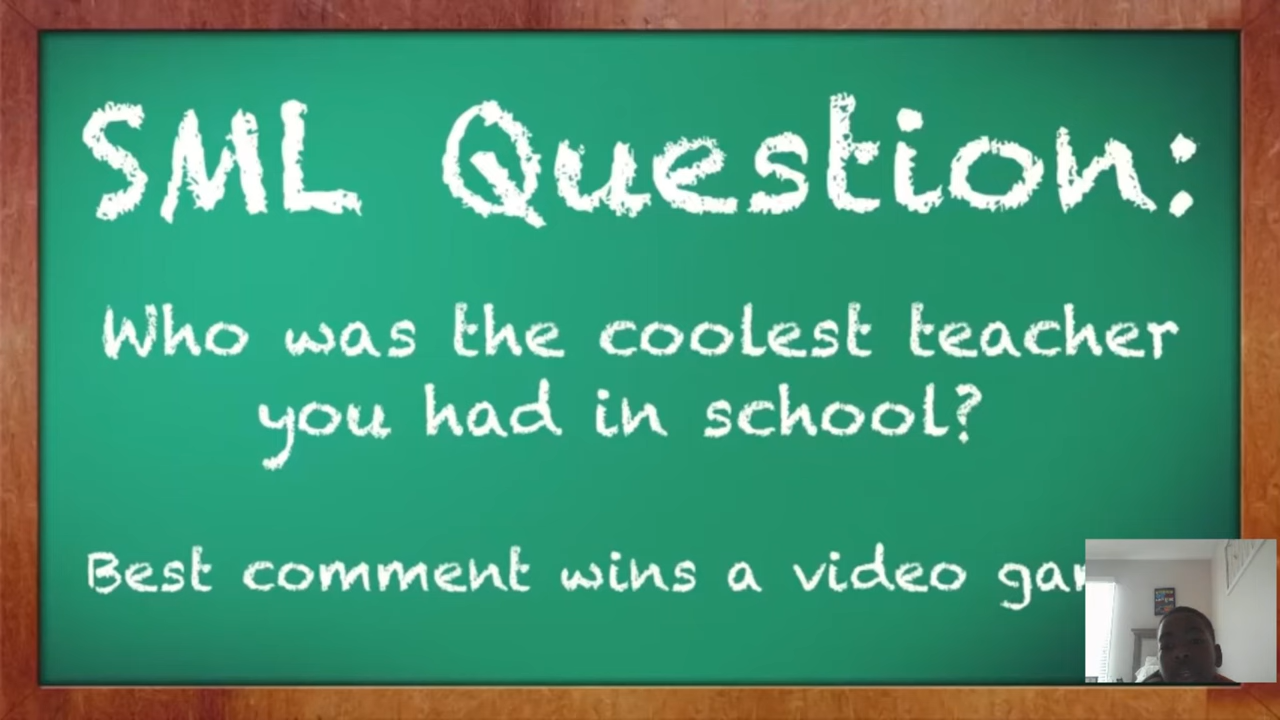 SML Question:
Who was the coolest teacher
you had in school?
Best comment wins a video